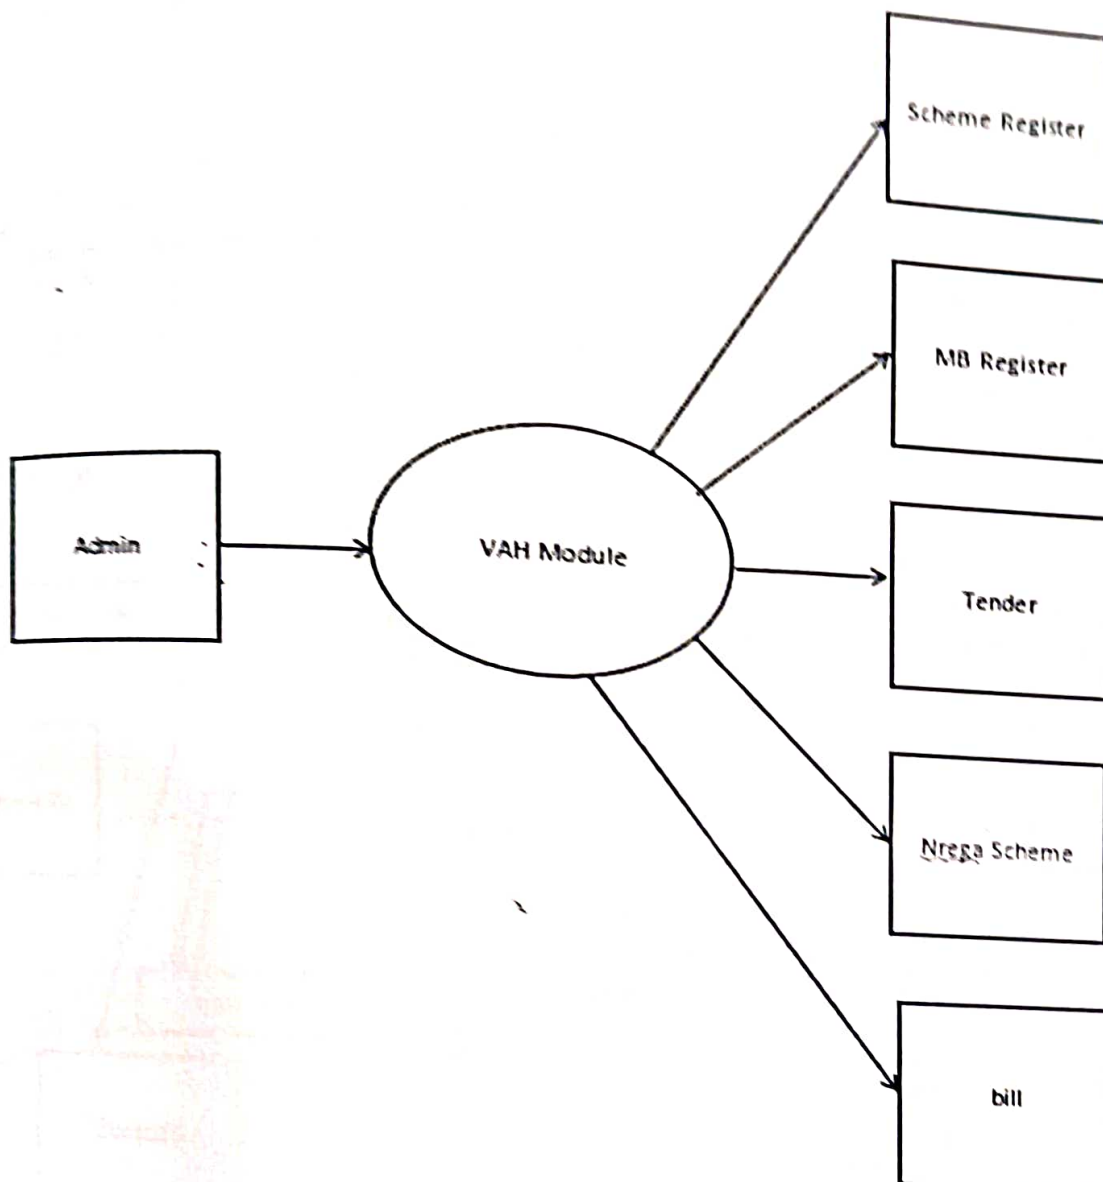 Scheme Register
MB Register
Admin
VAH Module
Tender
Nrega Scheme
bill